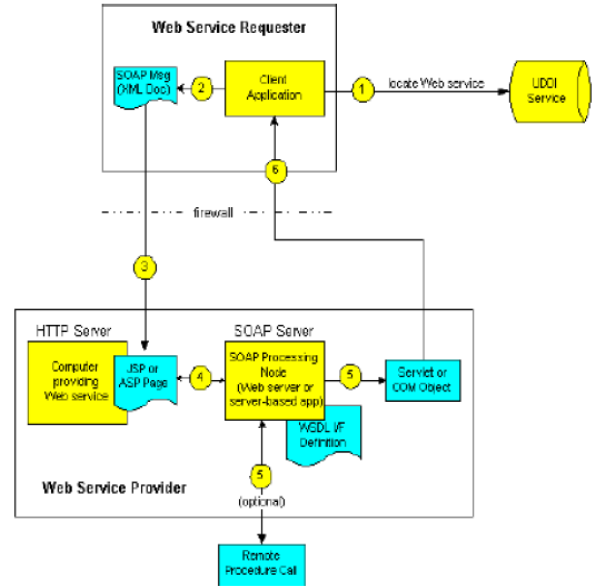 Web Service Requester
SOAP Msg
(XML Doc)
2
Client
Application
1
locate Web service
UDDI
Service
6
firewall
3
HTTP Server
SOAP Server
Computer
providing
Web service
JSP or
ASP Page
4
SOAP Processing
Node
(Web server or
server-based app)
5
Servlet or
COM Object
WSDL I/F
Definition
Web Service Provider
5
(optional)
Remote
Procedure Call